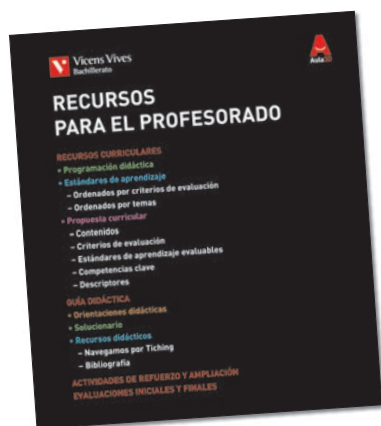 Vicens Vives
Bachillerato
Aula3D
RECURSOS
PARA EL PROFESORADO
RECURSOS CURRICULARES
• Programación didáctica
• Estándares de aprendizaje
– Ordenados por criterios de evaluación
– Ordenados por temas
• Propuesta curricular
– Contenidos
– Criterios de evaluación
– Estándares de aprendizaje evaluables
– Competencias clave
– Descriptores
GUÍA DIDÁCTICA
• Orientaciones didácticas
• Solucionario
• Recursos didácticos
– Navegamos por Tiching
– Bibliografía
ACTIVIDADES DE REFUERZO Y AMPLIACIÓN
EVALUACIONES INICIALES Y FINALES